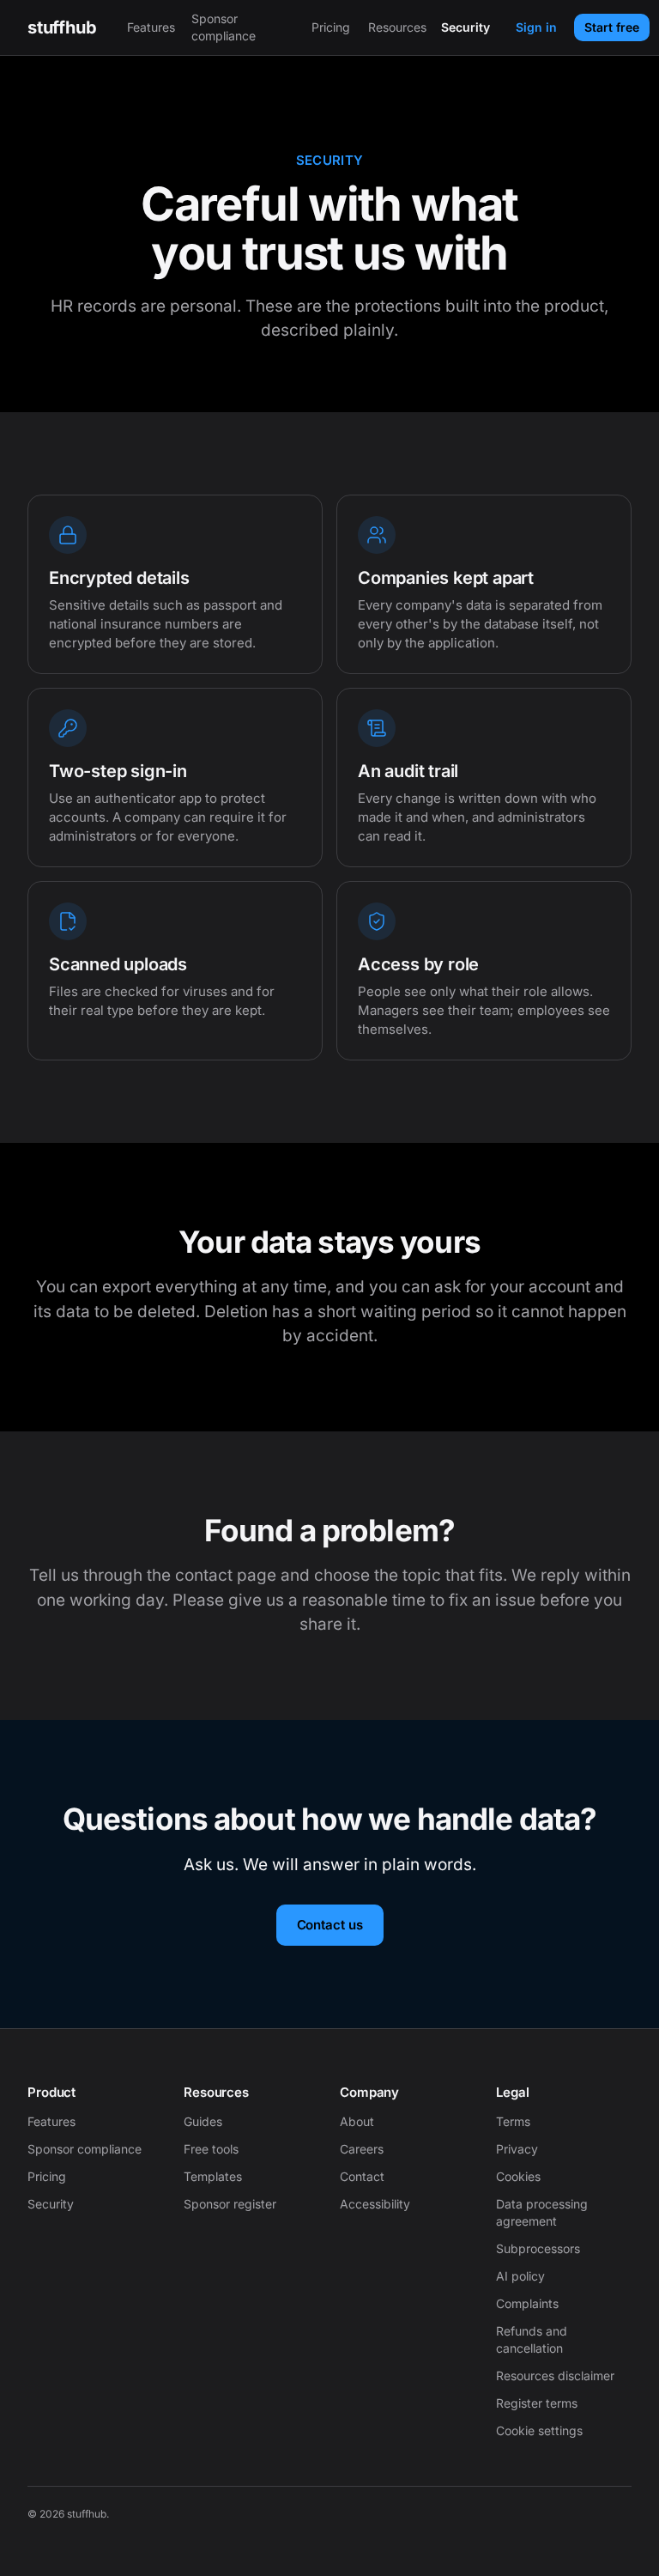 stuffhub
Features
Sponsor
compliance
Pricing
Resources
Security
Sign in
Start free
SECURITY
Careful with what
you trust us with
HR records are personal. These are the protections built into the product,
described plainly.
Encrypted details
Sensitive details such as passport and
national insurance numbers are
encrypted before they are stored.
Companies kept apart
Every company's data is separated from
every other's by the database itself, not
only by the application.
Two-step sign-in
Use an authenticator app to protect
accounts. A company can require it for
administrators or for everyone.
An audit trail
Every change is written down with who
made it and when, and administrators
can read it.
Scanned uploads
Files are checked for viruses and for
their real type before they are kept.
Access by role
People see only what their role allows.
Managers see their team; employees see
themselves.
Your data stays yours
You can export everything at any time, and you can ask for your account and
its data to be deleted. Deletion has a short waiting period so it cannot happen
by accident.
Found a problem?
Tell us through the contact page and choose the topic that fits. We reply within
one working day. Please give us a reasonable time to fix an issue before you
share it.
Questions about how we handle data?
Ask us. We will answer in plain words.
Contact us
Product
Features
Sponsor compliance
Pricing
Security
Resources
Guides
Free tools
Templates
Sponsor register
Company
About
Careers
Contact
Accessibility
Legal
Terms
Privacy
Cookies
Data processing
agreement
Subprocessors
AI policy
Complaints
Refunds and
cancellation
Resources disclaimer
Register terms
Cookie settings
© 2026 stuffhub.